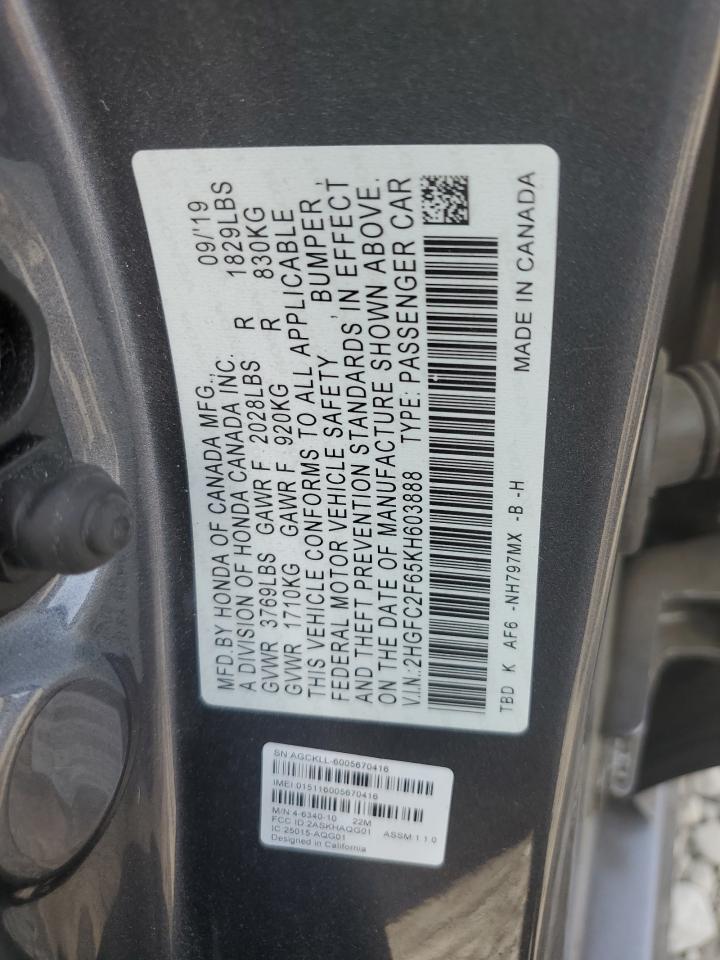 MFD.BY HONDA OF CANADA MFG., 09/'19
A DIVISION OF HONDA CANADA INC.
GVWR 3769LBS GAWR F 2028LBS R 1829LBS
GVWR 1710KG GAWR F 920KG R 830KG
THIS VEHICLE CONFORMS TO ALL APPLICABLE
FEDERAL MOTOR VEHICLE SAFETY , BUMPER,
AND THEFT PREVENTION STANDARDS IN EFFECT
ON THE DATE OF MANUFACTURE SHOWN ABOVE.
V.I.N.:2HGFC2F65KH603888 TYPE: PASSENGER CAR
TBD K AF6 -NH797MX -B -H MADE IN CANADA
SN AGCKLL-6005670416
IMEI:015116005670416
M/N 4-6340-10 22M
FCC ID:2ASKHAQG01 ASSM:1 1.0
IC:25015-AQG01
Designed in California